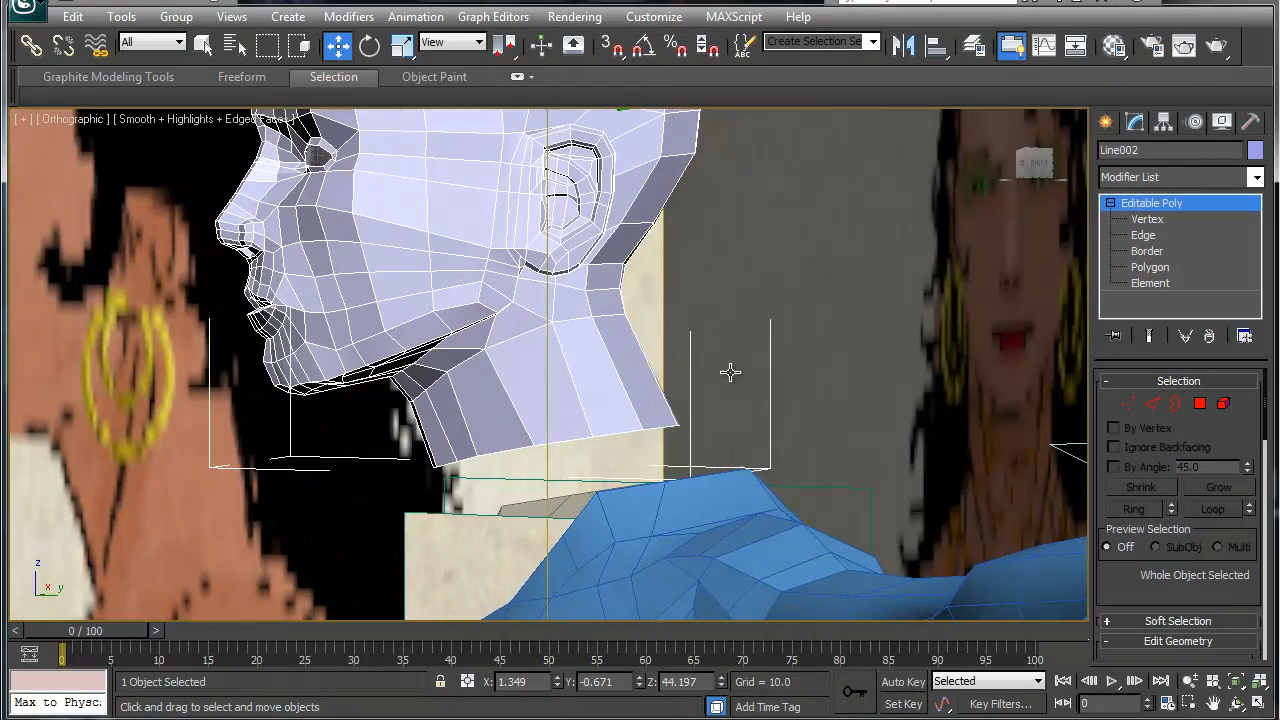 Edit Tools Group Views Create Modifiers Animation Graph Editors Rendering Customize MAXScript Help
All View 3 Create Selection Se
Graphite Modeling Tools Freeform Selection Object Paint
[ + ] [ Orthographic ] [ Smooth + Highlights + Edged Faces ]
RIGHT
Line002
Modifier List
Editable Poly
Vertex
Edge
Border
Polygon
Element
- Selection
By Vertex
Ignore Backfacing
By Angle: 45.0
Shrink Grow
Ring Loop
Preview Selection
Off SubObj Multi
Whole Object Selected
+ Soft Selection
- Edit Geometry
z
x y
< 0 / 100 >
0 5 10 15 20 25 30 35 40 45 50 55 60 65 70 75 80 85 90 95 100
1 Object Selected X: 1.349 Y: -0.671 Z: 44.197 Grid = 10.0 Auto Key Selected
Max to Physca Click and drag to select and move objects Add Time Tag Set Key Key Filters... 0